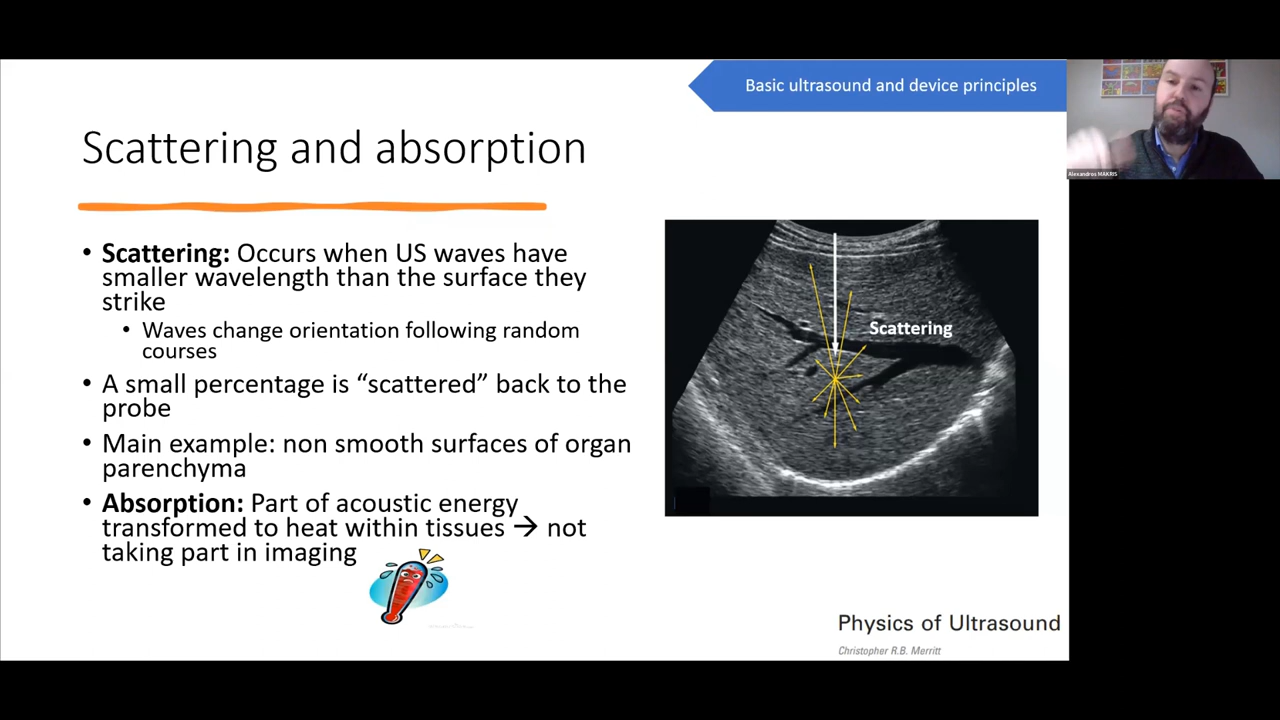 Basic ultrasound and device principles
Alexandros MAKRIS
Scattering and absorption
• Scattering: Occurs when US waves have
smaller wavelength than the surface they
strike
• Waves change orientation following random
courses
• A small percentage is “scattered” back to the
probe
• Main example: non smooth surfaces of organ
parenchyma
• Absorption: Part of acoustic energy
transformed to heat within tissues → not
taking part in imaging
Scattering
Physics of Ultrasound
Christopher R.B. Merritt